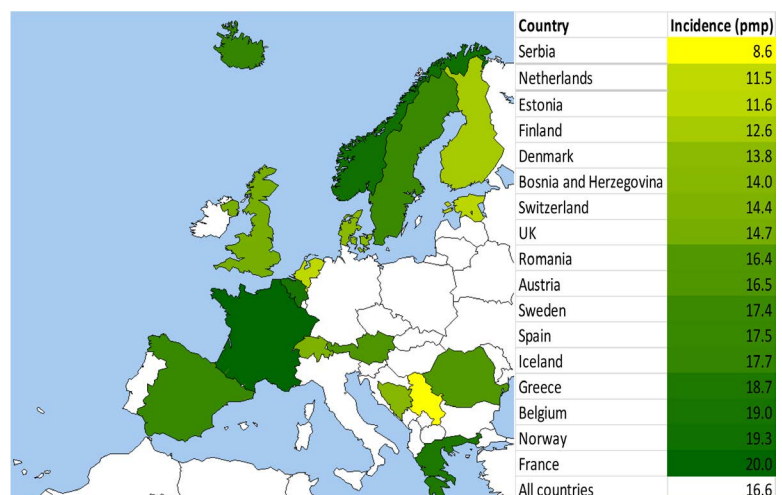 Country Incidence (pmp)
Serbia 8.6
Netherlands 11.5
Estonia 11.6
Finland 12.6
Denmark 13.8
Bosnia and Herzegovina 14.0
Switzerland 14.4
UK 14.7
Romania 16.4
Austria 16.5
Sweden 17.4
Spain 17.5
Iceland 17.7
Greece 18.7
Belgium 19.0
Norway 19.3
France 20.0
All countries 16.6